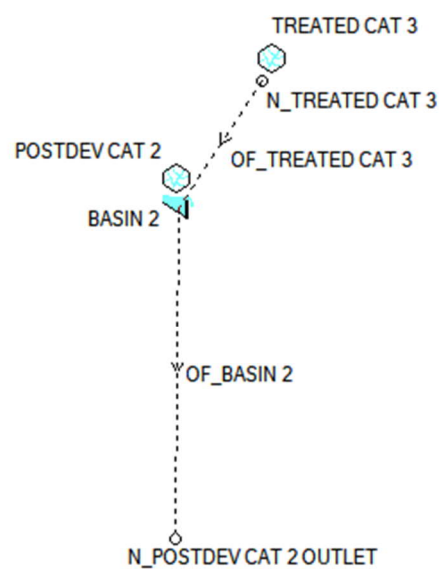 TREATED CAT 3
N_TREATED CAT 3
OF_TREATED CAT 3
POSTDEV CAT 2
BASIN 2
OF_BASIN 2
N_POSTDEV CAT 2 OUTLET